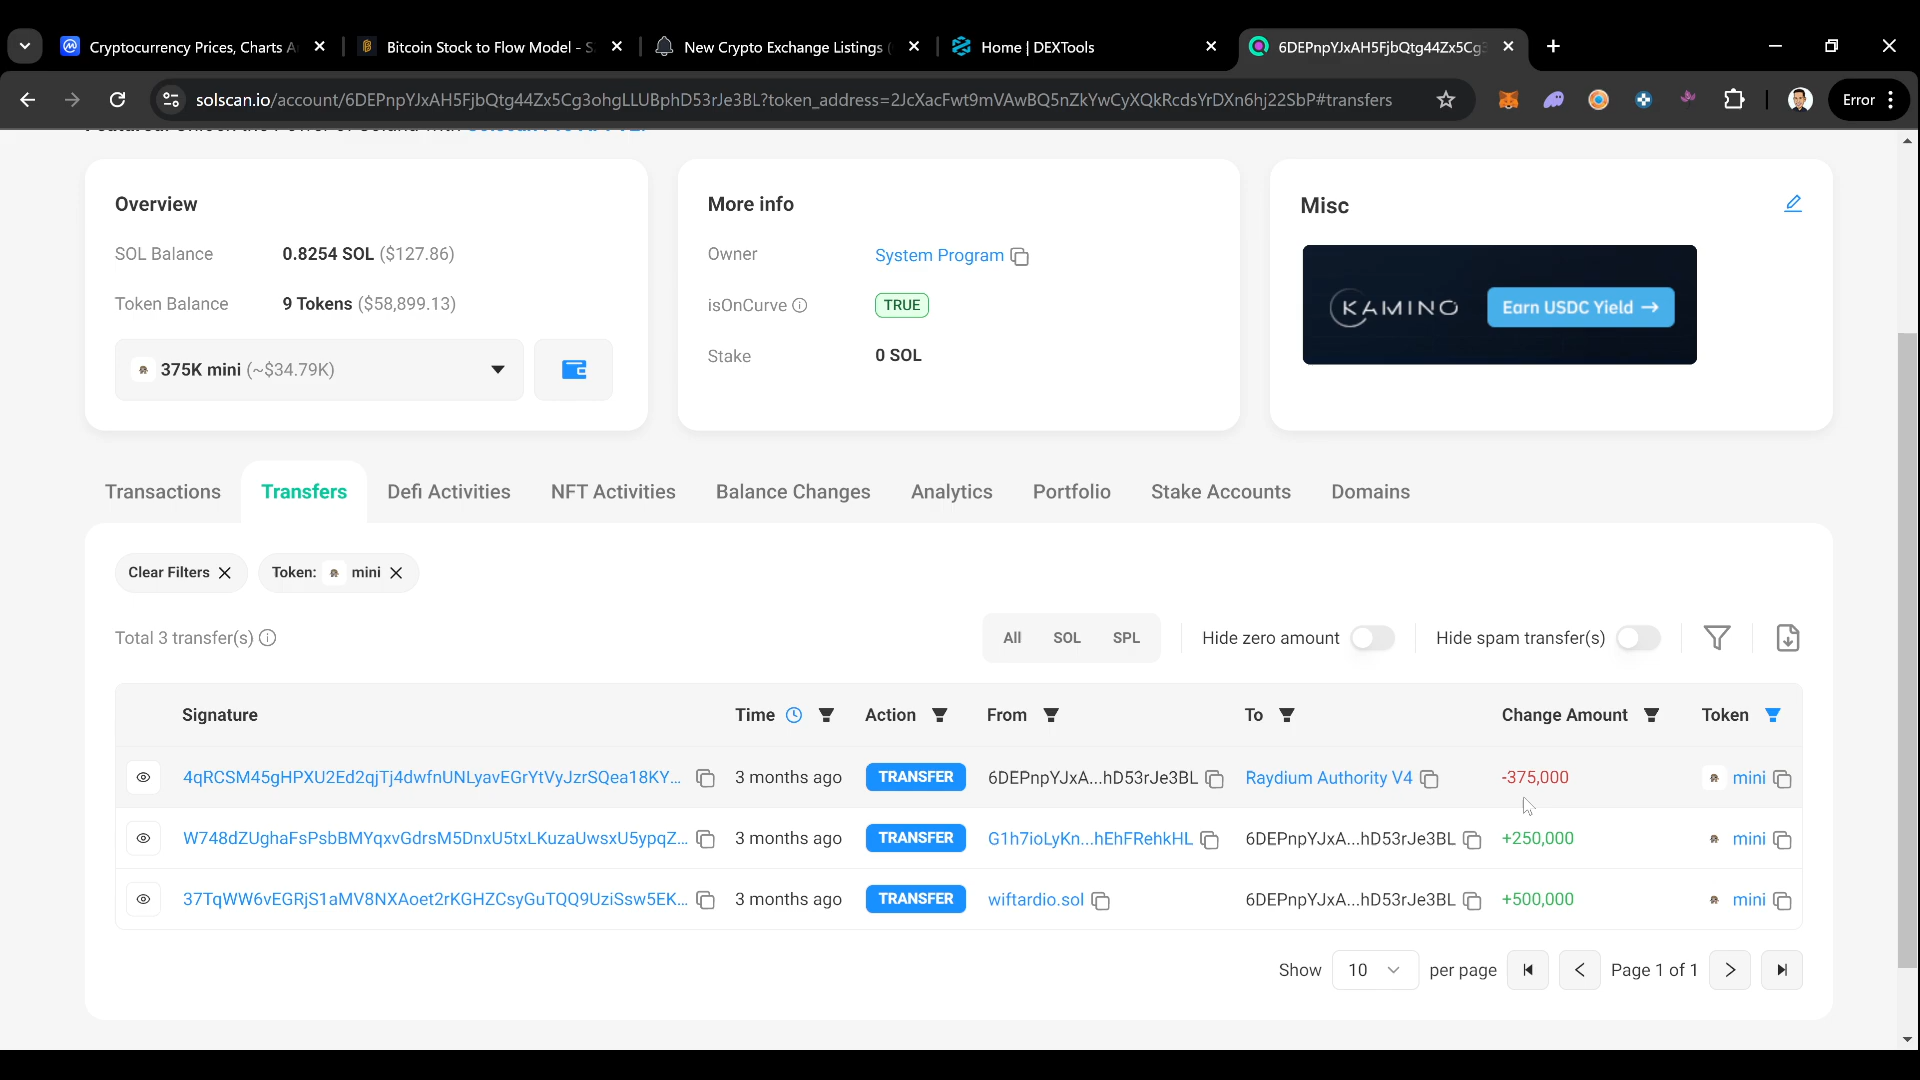 Cryptocurrency Prices, Charts A
Bitcoin Stock to Flow Model - S
New Crypto Exchange Listings (
Home | DEXTools
6DEPnpYJxAH5FjbQtg44Zx5Cg3
solscan.io/account/6DEPnpYJxAH5FjbQtg44Zx5Cg3ohgLLUBphD53rJe3BL?token_address=2JcXacFwt9mVAwBQ5nZkYwCyXQkRcdsYrDXn6hj22SbP#transfers
Error
Overview
SOL Balance 0.8254 SOL ($127.86)
Token Balance 9 Tokens ($58,899.13)
375K mini (~$34.79K)
More info
Owner System Program
isOnCurve TRUE
Stake 0 SOL
Misc
KAMINO Earn USDC Yield →
Transactions Transfers Defi Activities NFT Activities Balance Changes Analytics Portfolio Stake Accounts Domains
Clear Filters Token: mini
Total 3 transfer(s)
All SOL SPL Hide zero amount Hide spam transfer(s)
Signature Time Action From To Change Amount Token
4qRCSM45gHPXU2Ed2qjTj4dwfnUNLyavEGrYtVyJzrSQea18KY... 3 months ago TRANSFER 6DEPnpYJxA...hD53rJe3BL Raydium Authority V4 -375,000 mini
W748dZUghaFsPsbBMYqxvGdrsM5DnxU5txLKuzaUwsxU5ypqZ... 3 months ago TRANSFER G1h7ioLyKn...hEhFRehkHL 6DEPnpYJxA...hD53rJe3BL +250,000 mini
37TqWW6vEGRjS1aMV8NXAoet2rKGHZCsyGuTQQ9UziSsw5EK... 3 months ago TRANSFER wiftardio.sol 6DEPnpYJxA...hD53rJe3BL +500,000 mini
Show 10 per page Page 1 of 1